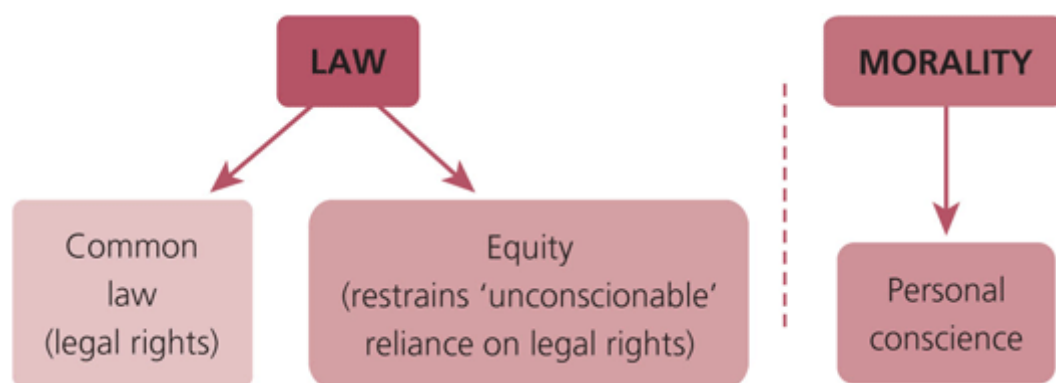 LAW
MORALITY
Common
law
(legal rights)
Equity
(restrains ‘unconscionable’
reliance on legal rights)
Personal
conscience